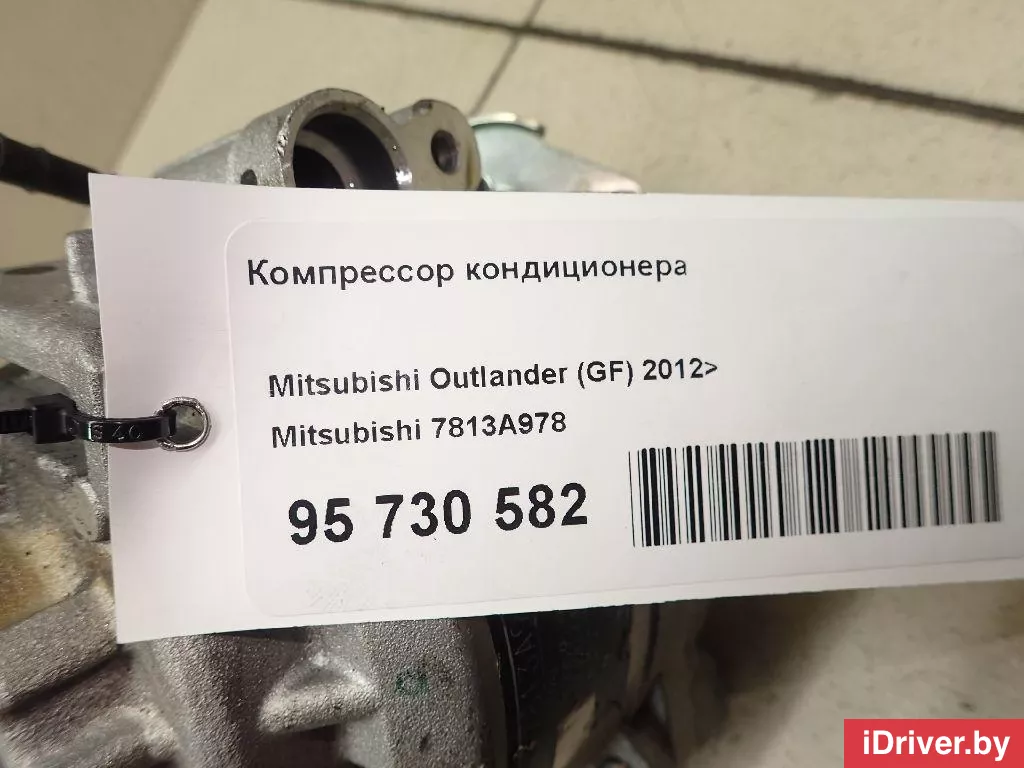 Компрессор кондиционера
Mitsubishi Outlander (GF) 2012>
Mitsubishi 7813A978
95 730 582
iDriver.by